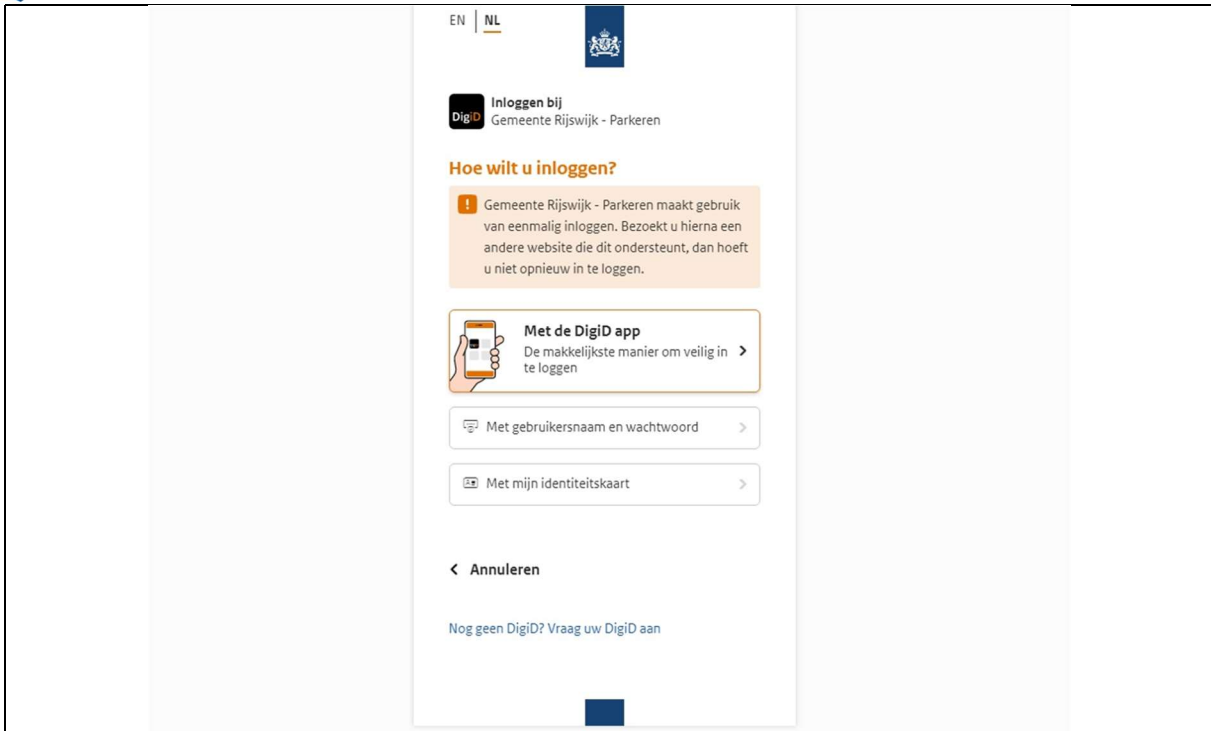 EN | NL
DigiD
Inloggen bij
Gemeente Rijswijk - Parkeren
Hoe wilt u inloggen?
! Gemeente Rijswijk - Parkeren maakt gebruik
van eenmalig inloggen. Bezoekt u hierna een
andere website die dit ondersteunt, dan hoeft
u niet opnieuw in te loggen.
Met de DigiD app
De makkelijkste manier om veilig in
te loggen
Met gebruikersnaam en wachtwoord
Met mijn identiteitskaart
Annuleren
Nog geen DigiD? Vraag uw DigiD aan